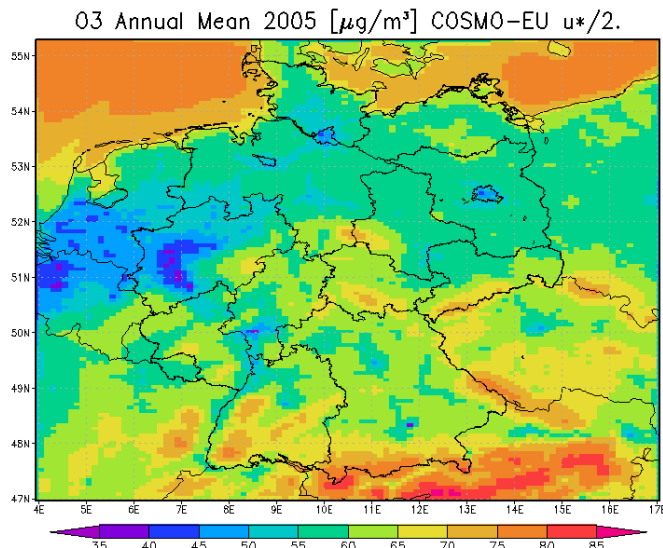 O3 Annual Mean 2005 [μg/m³] COSMO-EU u*/2.
55N
54N
53N
52N
51N
50N
49N
48N
47N
4E 5E 6E 7E 8E 9E 10E 11E 12E 13E 14E 15E 16E 17E
35 40 45 50 55 60 65 70 75 80 85